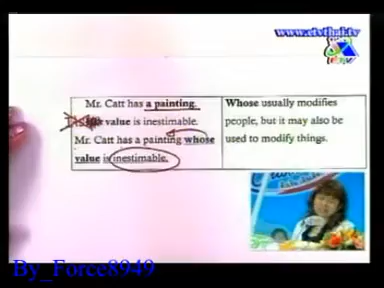 www.etvthai.tv
Mr. Catt has a painting.
value is inestimable.
Mr. Catt has a painting whose
value is inestimable.
Whose usually modifies
people, but it may also be
used to modify things.
By_Force8949